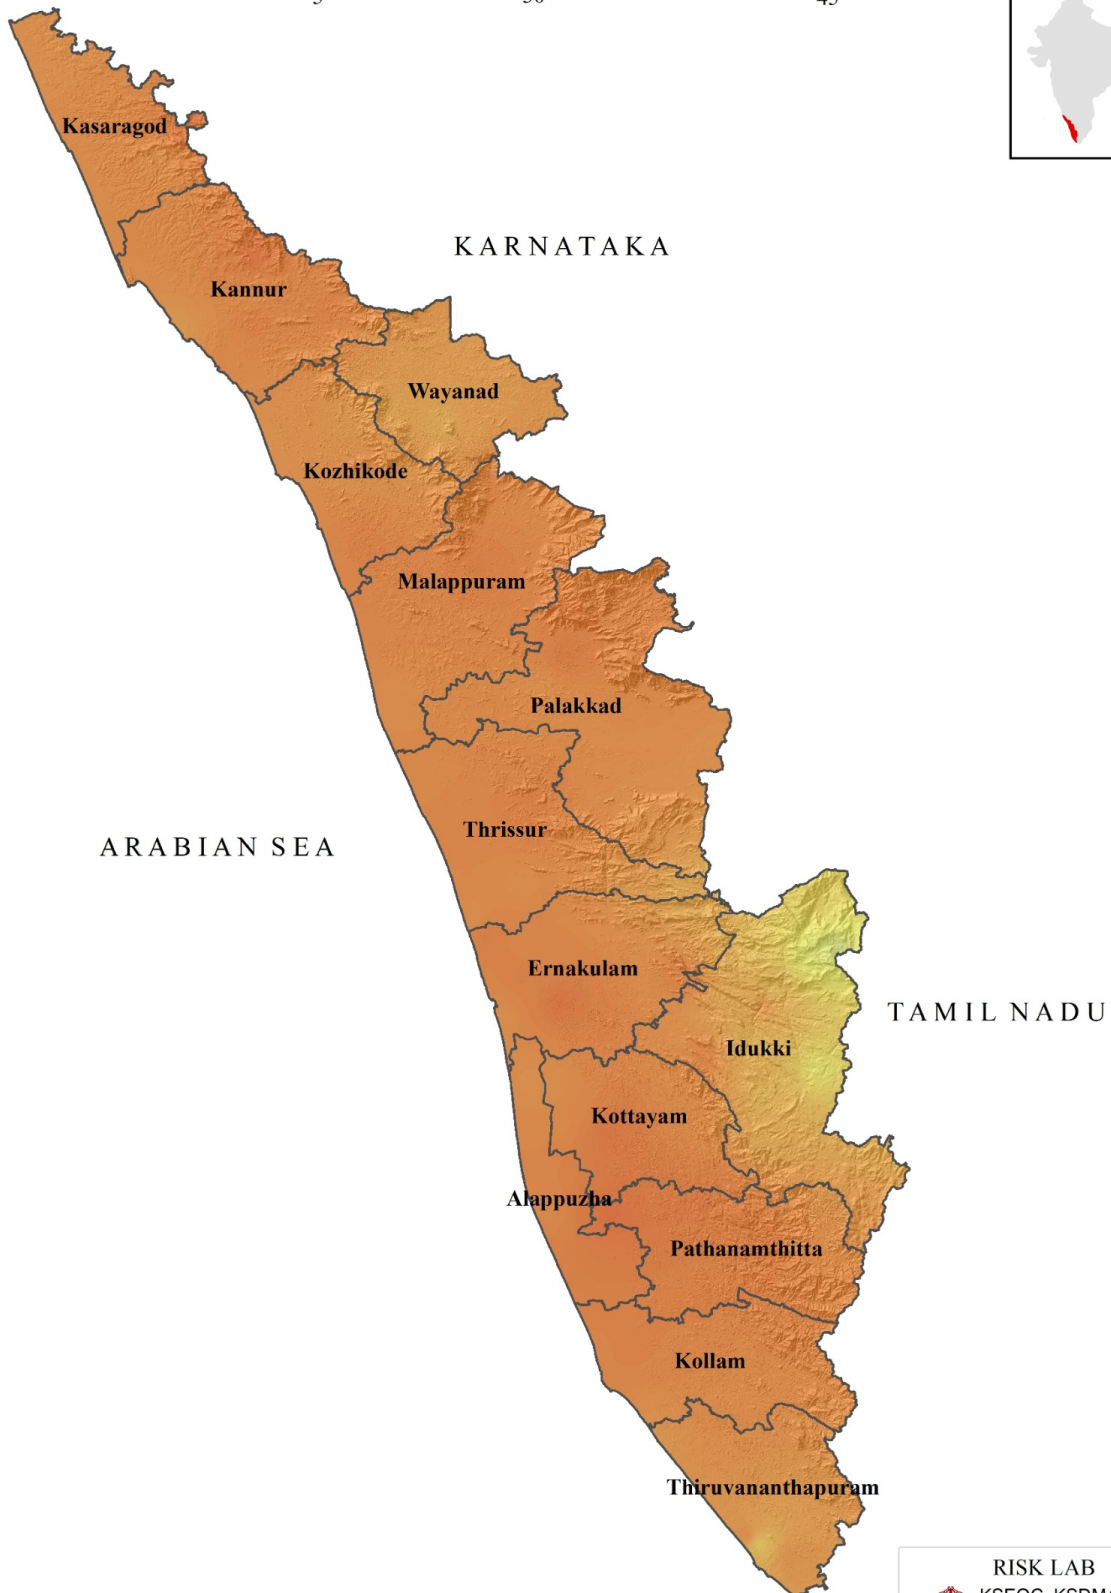 Kasaragod
KARNATAKA
Kannur
Wayanad
Kozhikode
Malappuram
Palakkad
Thrissur
ARABIAN SEA
Ernakulam
TAMIL NADU
Idukki
Kottayam
Alappuzha
Pathanamthitta
Kollam
Thiruvananthapuram
RISK LAB